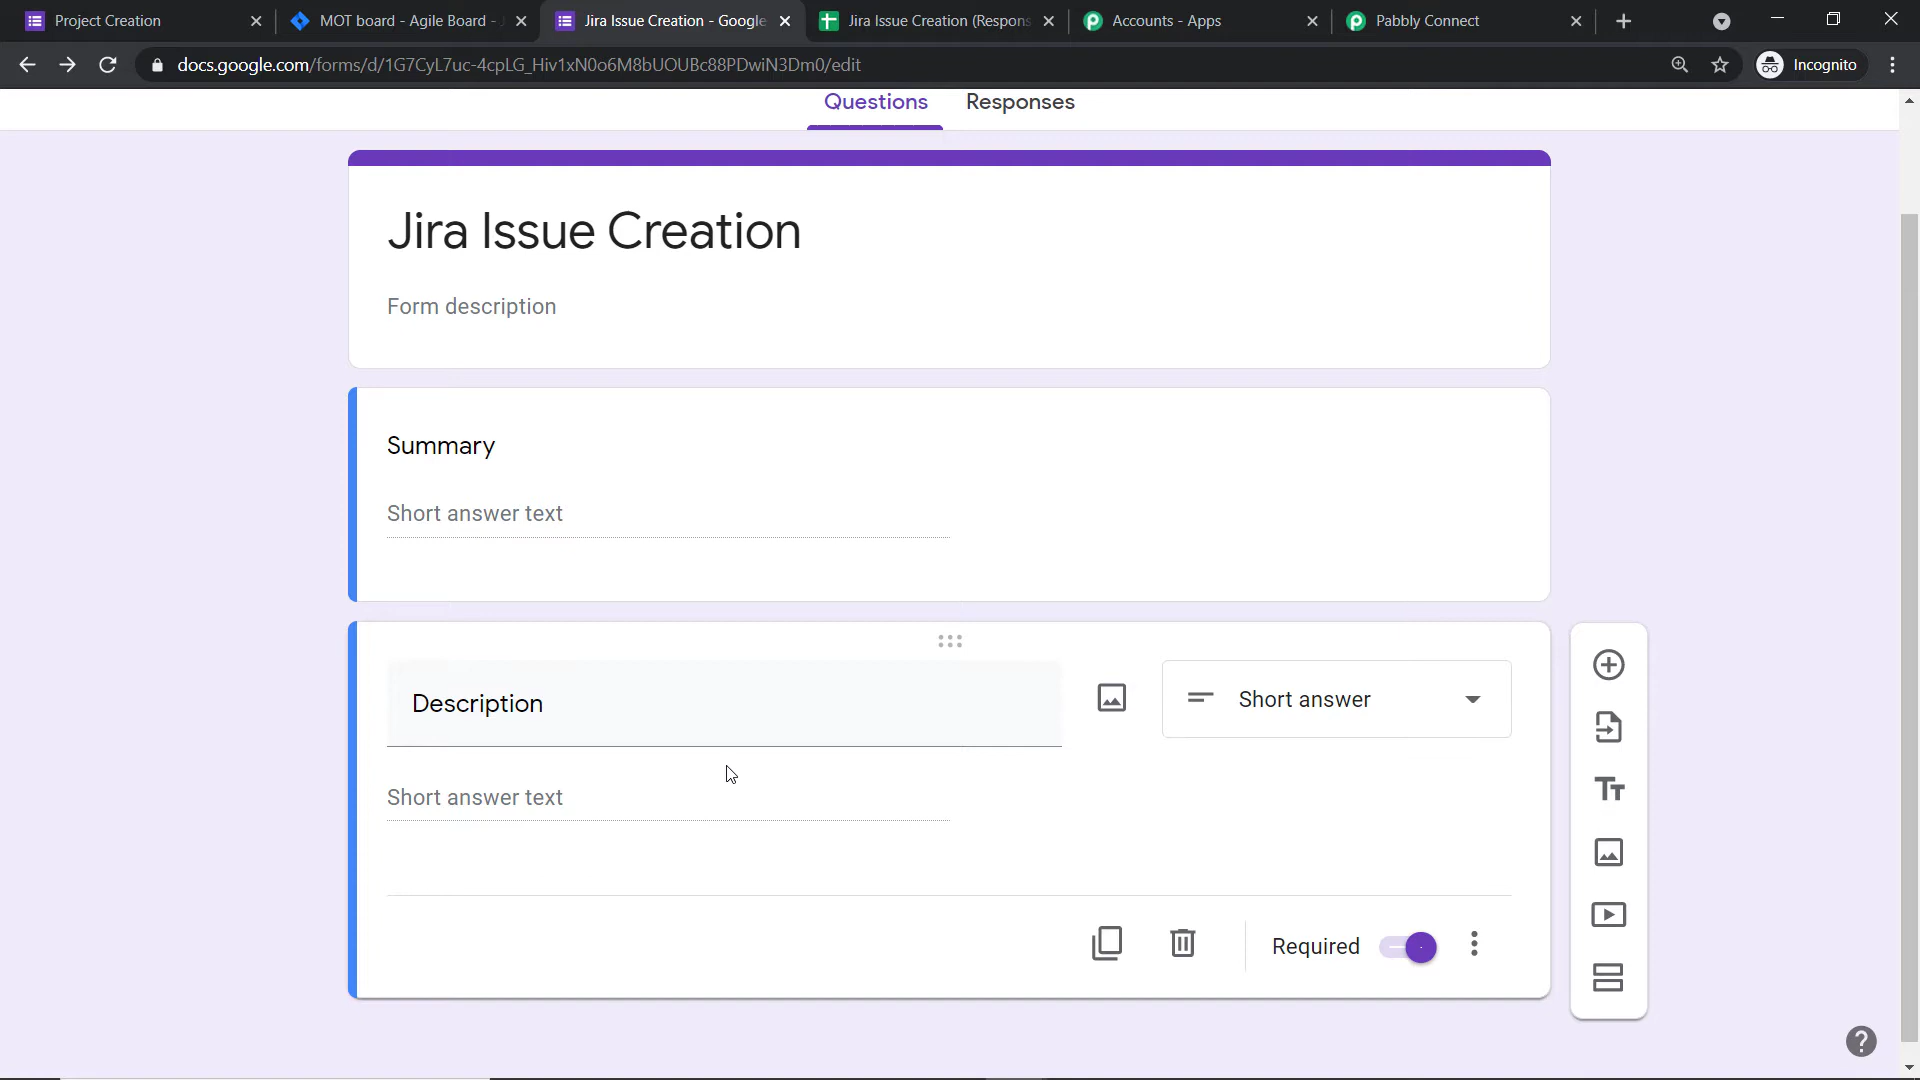 Project Creation
MOT board - Agile Board -
Jira Issue Creation - Google
Jira Issue Creation (Respons
Accounts - Apps
Pabbly Connect
docs.google.com/forms/d/1G7CyL7uc-4cpLG_Hiv1xN0o6M8bUOUBc88PDwiN3Dm0/edit
Incognito
Questions
Responses
Jira Issue Creation
Form description
Summary
Short answer text
Description
Short answer
Short answer text
Required